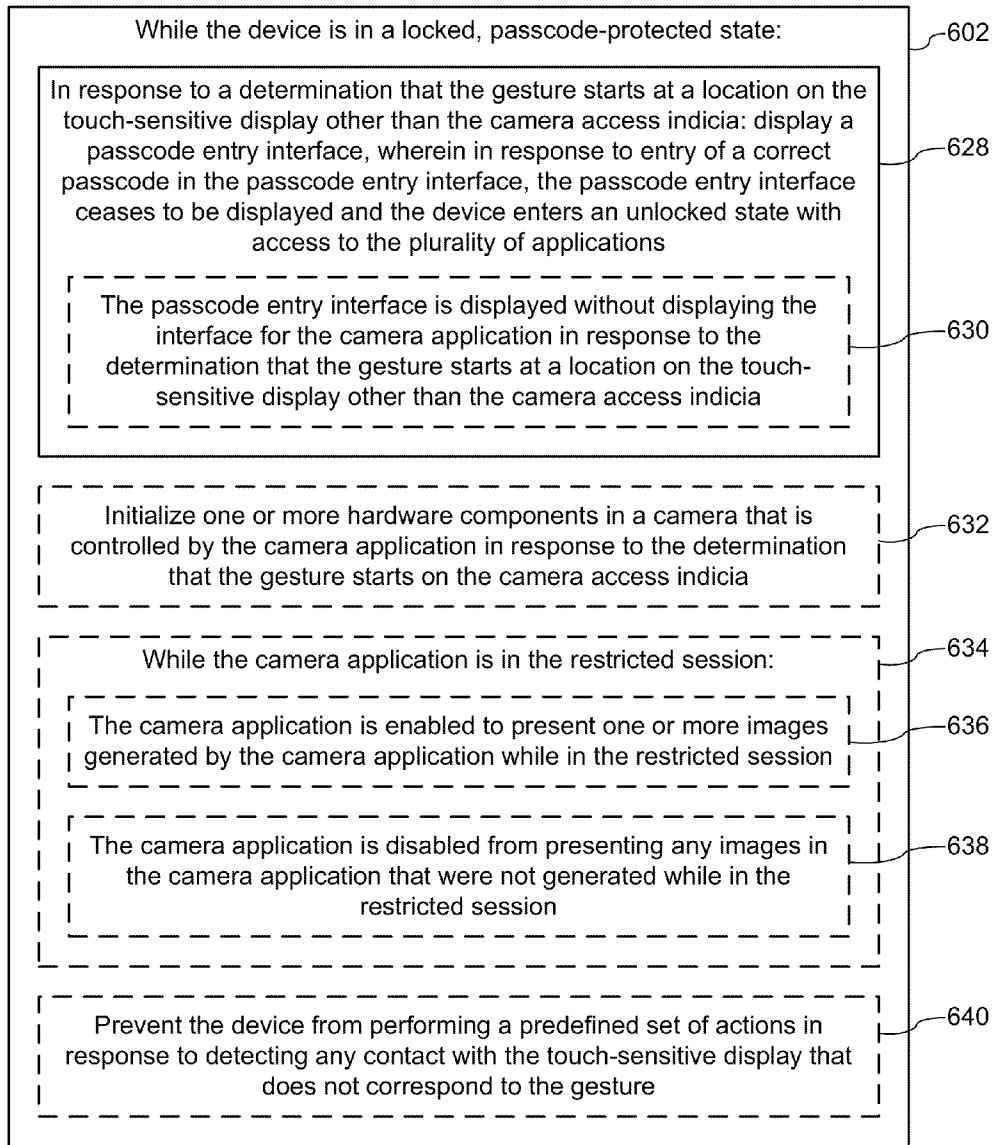 While the device is in a locked, passcode-protected state:
602
In response to a determination that the gesture starts at a location on the
touch-sensitive display other than the camera access indicia: display a
passcode entry interface, wherein in response to entry of a correct
passcode in the passcode entry interface, the passcode entry interface
ceases to be displayed and the device enters an unlocked state with
access to the plurality of applications
628
The passcode entry interface is displayed without displaying the
interface for the camera application in response to the
determination that the gesture starts at a location on the touch-
sensitive display other than the camera access indicia
630
Initialize one or more hardware components in a camera that is
controlled by the camera application in response to the determination
that the gesture starts on the camera access indicia
632
While the camera application is in the restricted session:
634
The camera application is enabled to present one or more images
generated by the camera application while in the restricted session
636
The camera application is disabled from presenting any images in
the camera application that were not generated while in the
restricted session
638
Prevent the device from performing a predefined set of actions in
response to detecting any contact with the touch-sensitive display that
does not correspond to the gesture
640